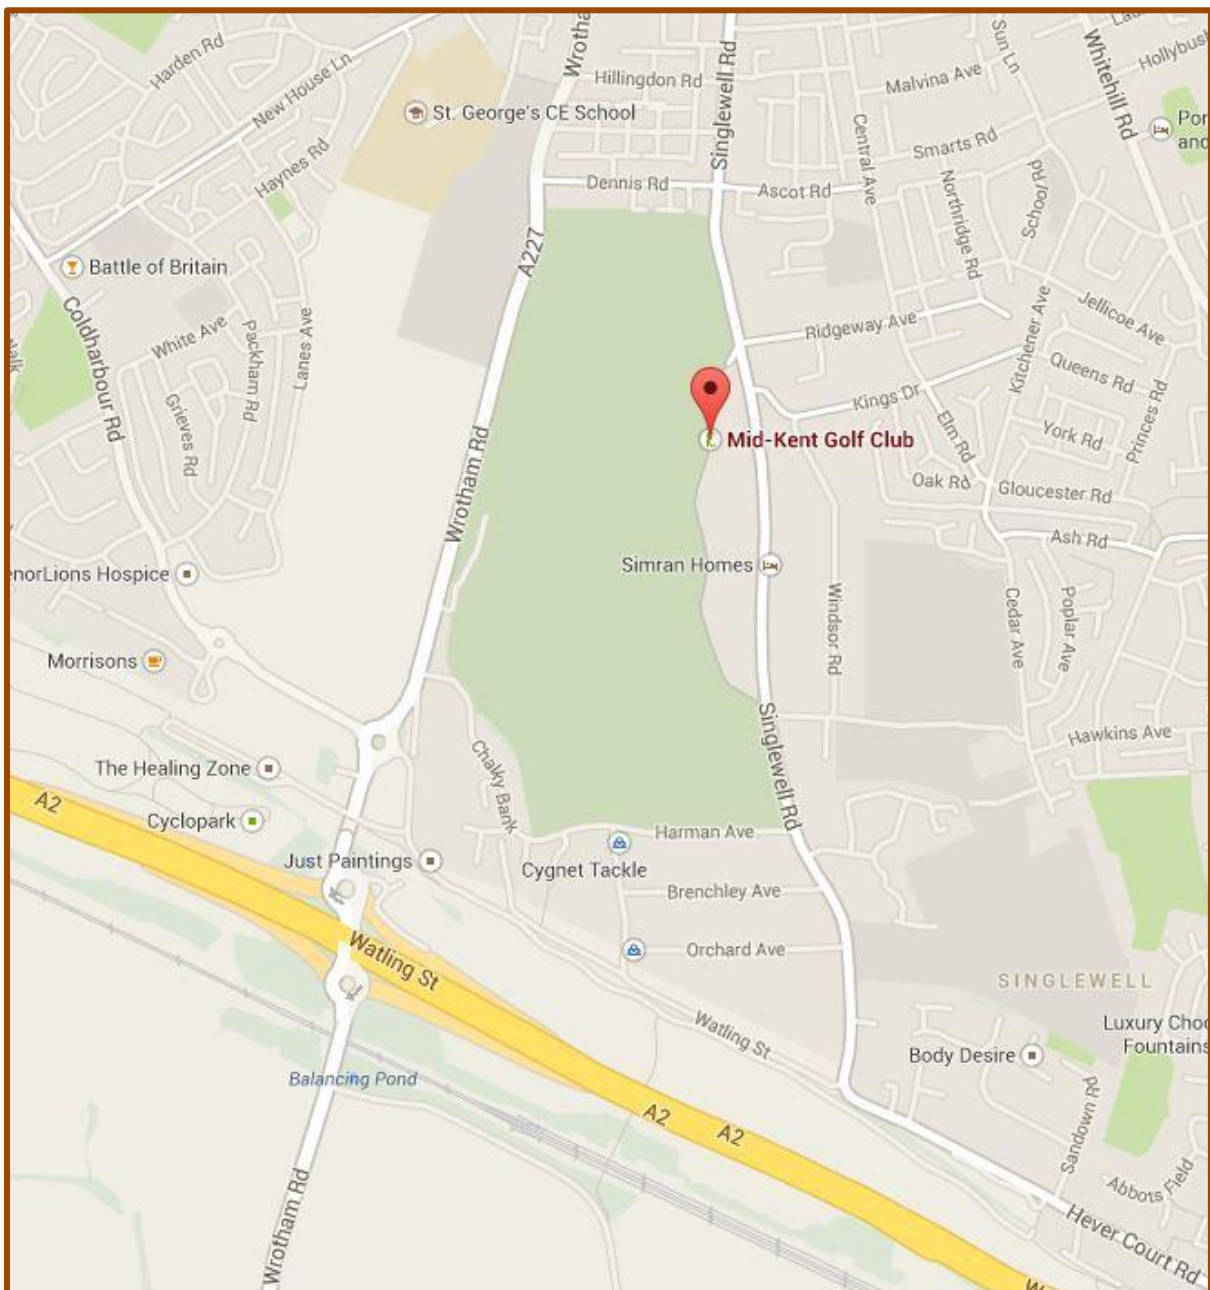 Harden Rd
New House Ln
Haynes Rd
St. George's CE School
Hillingdon Rd
Singlewell Rd
Sun Ln
Malvina Ave
Whitehill Rd
Central Ave
Smarts Rd
Dennis Rd
Ascot Rd
Northridge Rd
School Rd
A227
Battle of Britain
Coldharbour Rd
White Ave
Packham Rd
Lanes Ave
Grieves Rd
Ridgeway Ave
Jellicoe Ave
Kitchener Ave
Queens Rd
Kings Dr
Princes Rd
York Rd
Elm Rd
Mid-Kent Golf Club
Wrotham Rd
Oak Rd
Gloucester Rd
Ash Rd
enorLions Hospice
Simran Homes
Windsor Rd
Cedar Ave
Poplar Ave
Morrisons
Singlewell Rd
Hawkins Ave
Chalky Bank
The Healing Zone
A2
Cyclopark
Harman Ave
Just Paintings
Cygnet Tackle
Brenchley Ave
Watling St
Orchard Ave
SINGLEWELL
Watling St
Luxury Choc
Fountains
Body Desire
Balancing Pond
A2
A2
Sandown Rd
Abbots Field
Wrotham Rd
Hever Court Rd